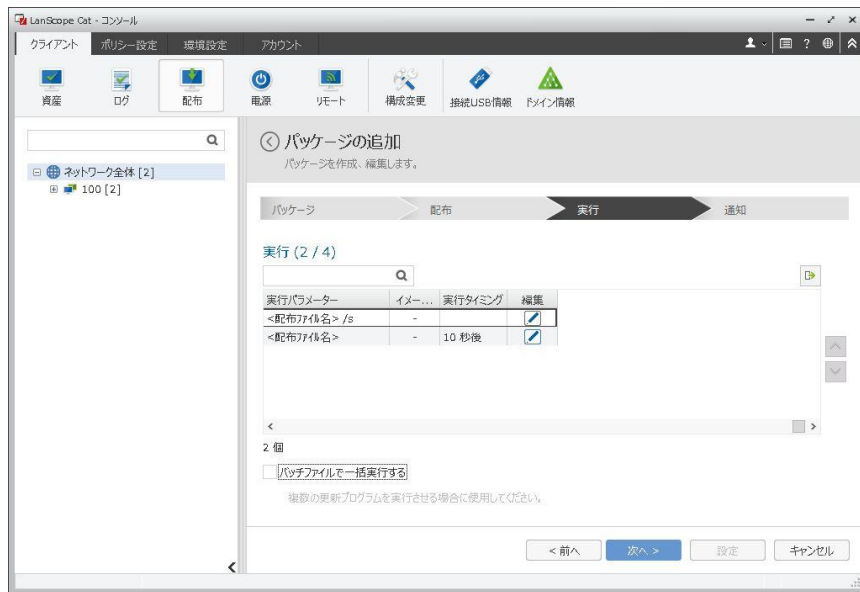 LanScope Cat - コンソール
クライアント ポリシー設定 環境設定 アカウント
資産 ログ 配布 電源 リモート 構成変更 接続USB情報 ドメイン情報
ネットワーク全体 [2]
100 [2]
パッケージの追加
パッケージを作成、編集します。
パッケージ 配布 実行 通知
実行 (2 / 4)
実行パラメーター イメー... 実行タイミング 編集
<配布ファイル名> /s -
<配布ファイル名> - 10 秒後
2 個
バッチファイルで一括実行する
複数の更新プログラムを実行させる場合に使用してください。
< 前へ 次へ > 設定 キャンセル